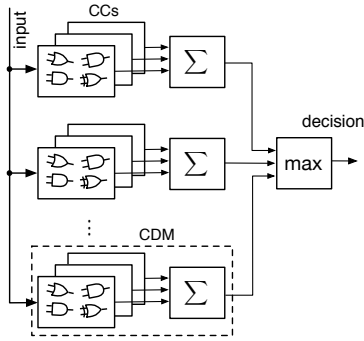 CCs
input
Σ
decision
Σ
max
⋮
CDM
Σ